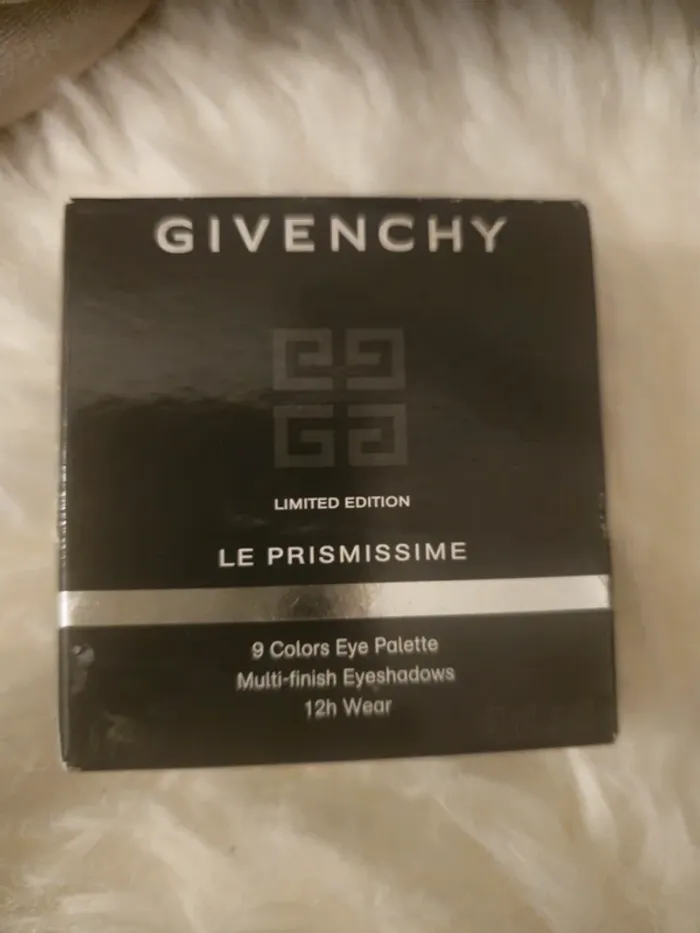 GIVENCHY
LIMITED EDITION
LE PRISMISSIME
9 Colors Eye Palette
Multi-finish Eyeshadows
12h Wear